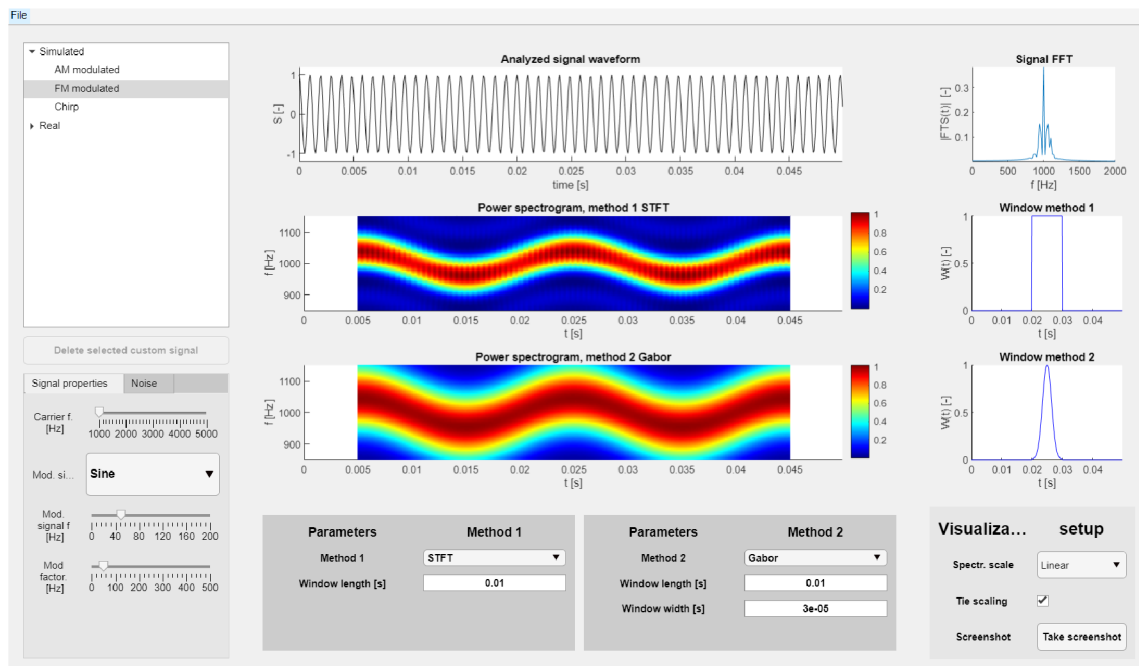 File
Simulated
AM modulated
FM modulated
Chirp
Real
Delete selected custom signal
Signal properties Noise
Carrier f. [Hz]
1000 2000 3000 4000 5000
Mod. si... Sine
Mod. signal f [Hz]
0 40 80 120 160 200
Mod factor. [Hz]
0 100 200 300 400 500
Analyzed signal waveform
S [-]
1
0
-1
0 0.005 0.01 0.015 0.02 0.025 0.03 0.035 0.04 0.045
time [s]
Signal FFT
|FTS(t)| [-]
0.3
0.2
0.1
0 500 1000 1500 2000
f [Hz]
Power spectrogram, method 1 STFT
f [Hz]
1100
1000
900
0 0.005 0.01 0.015 0.02 0.025 0.03 0.035 0.04 0.045
t [s]
1
0.8
0.6
0.4
0.2
Window method 1
W(t) [-]
1
0.5
0
0 0.01 0.02 0.03 0.04
t [s]
Power spectrogram, method 2 Gabor
f [Hz]
1100
1000
900
0 0.005 0.01 0.015 0.02 0.025 0.03 0.035 0.04 0.045
t [s]
1
0.8
0.6
0.4
0.2
Window method 2
W(t) [-]
1
0.5
0
0 0.01 0.02 0.03 0.04
t [s]
Parameters Method 1
Method 1 STFT
Window length [s] 0.01
Parameters Method 2
Method 2 Gabor
Window length [s] 0.01
Window width [s] 3e-05
Visualiza... setup
Spectr. scale Linear
Tie scaling
Screenshot Take screenshot